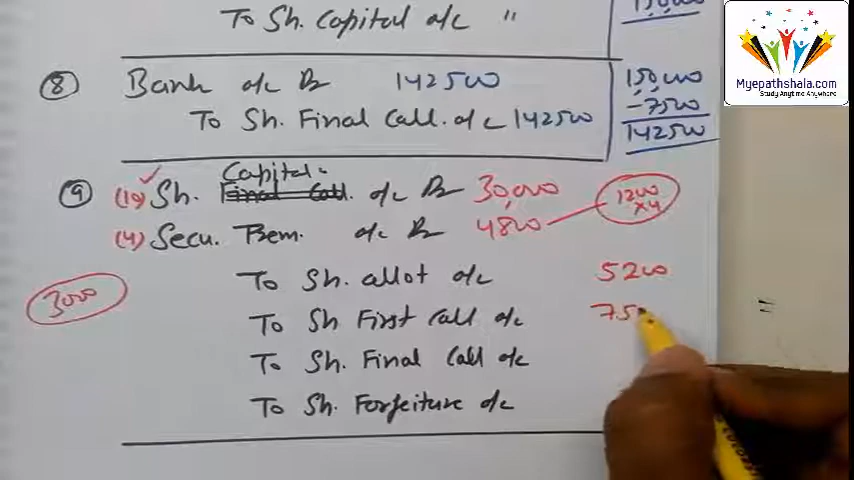 To Sh. Capital a/c "
Myepathshala.com
Study Anytime Anywhere
(8) Bank a/c Dr 142500
To Sh. Final Call. a/c 142500
150000
-7500
142500
(9) (10) ✓ Sh. Capital. Final Call. a/c Dr 30,000
(4) Secu. Prem. a/c Dr 4800
1200
x4
3000
To Sh. allot a/c 5200
To Sh First Call a/c 750
To Sh. Final Call a/c
To Sh. Forfeiture a/c
=